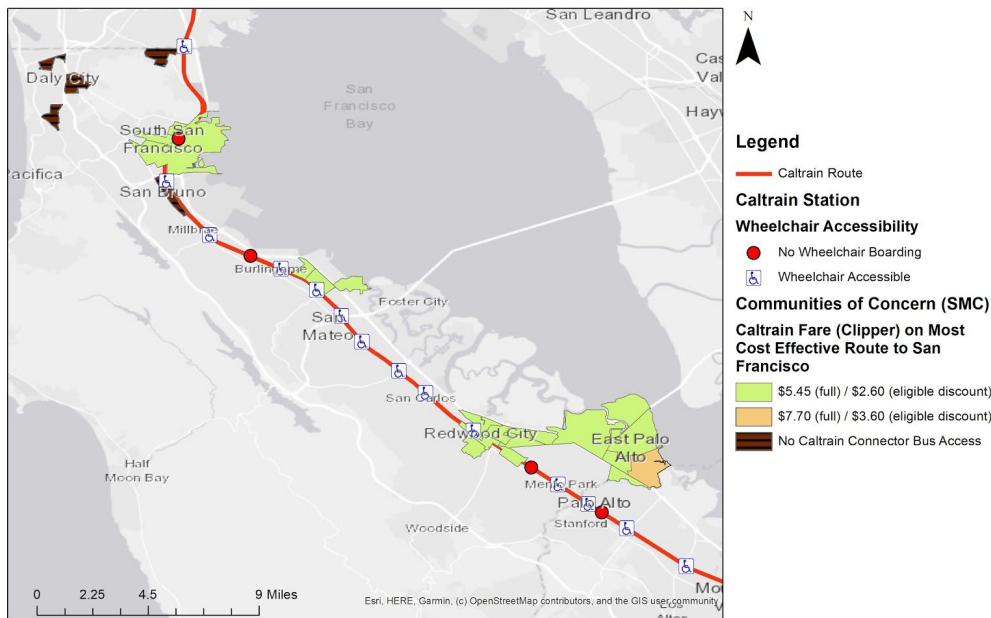 San Leandro
N
Daly City
San
Francisco
Bay
Cas
Val
Hayw
South San
Francisco
Pacifica
San Bruno
Millbrae
Burlingame
Foster City
San
Mateo
San Carlos
Redwood City
East Palo
Alto
Half
Moon Bay
Menlo Park
Palo Alto
Stanford
Woodside
Mou
V
Los
Altos
0 2.25 4.5 9 Miles
Esri, HERE, Garmin, (c) OpenStreetMap contributors, and the GIS user community
Legend
Caltrain Route
Caltrain Station
Wheelchair Accessibility
No Wheelchair Boarding
Wheelchair Accessible
Communities of Concern (SMC)
Caltrain Fare (Clipper) on Most
Cost Effective Route to San
Francisco
$5.45 (full) / $2.60 (eligible discount)
$7.70 (full) / $3.60 (eligible discount)
No Caltrain Connector Bus Access